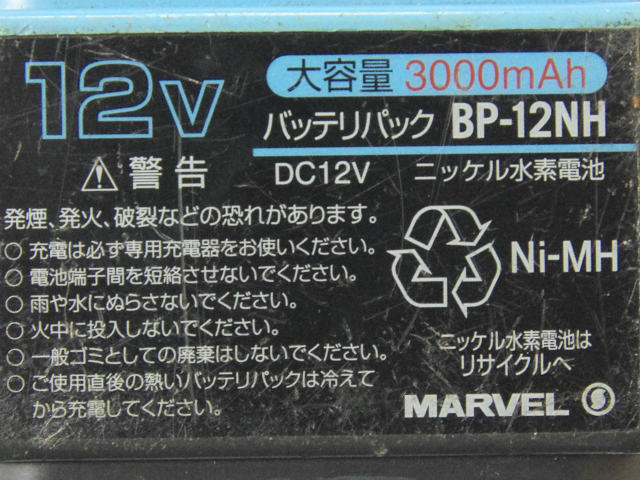 12V
大容量 3000mAh
バッテリパック BP-12NH
警告
DC12V ニッケル水素電池
発煙、発火、破裂などの恐れがあります。
○ 充電は必ず専用充電器をお使いください。
○ 電池端子間を短絡させないでください。
○ 雨や水にぬらさないでください。
○ 火中に投入しないでください。
○ 一般ゴミとしての廃棄はしないでください。
○ ご使用直後の熱いバッテリパックは冷えて
から充電してください。
Ni-MH
ニッケル水素電池は
リサイクルへ
MARVEL Ⓢ